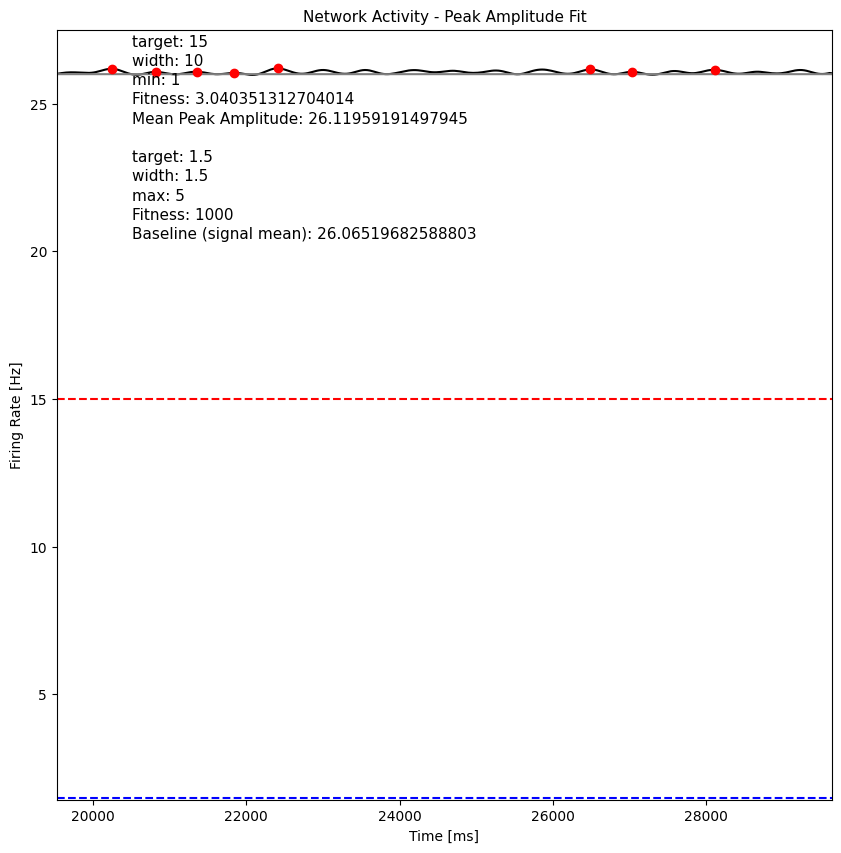 Network Activity - Peak Amplitude Fit
target: 15
width: 10
min: 1
Fitness: 3.040351312704014
Mean Peak Amplitude: 26.11959191497945
target: 1.5
width: 1.5
max: 5
Fitness: 1000
Baseline (signal mean): 26.06519682588803
25
20
15
10
5
Firing Rate [Hz]
20000 22000 24000 26000 28000
Time [ms]